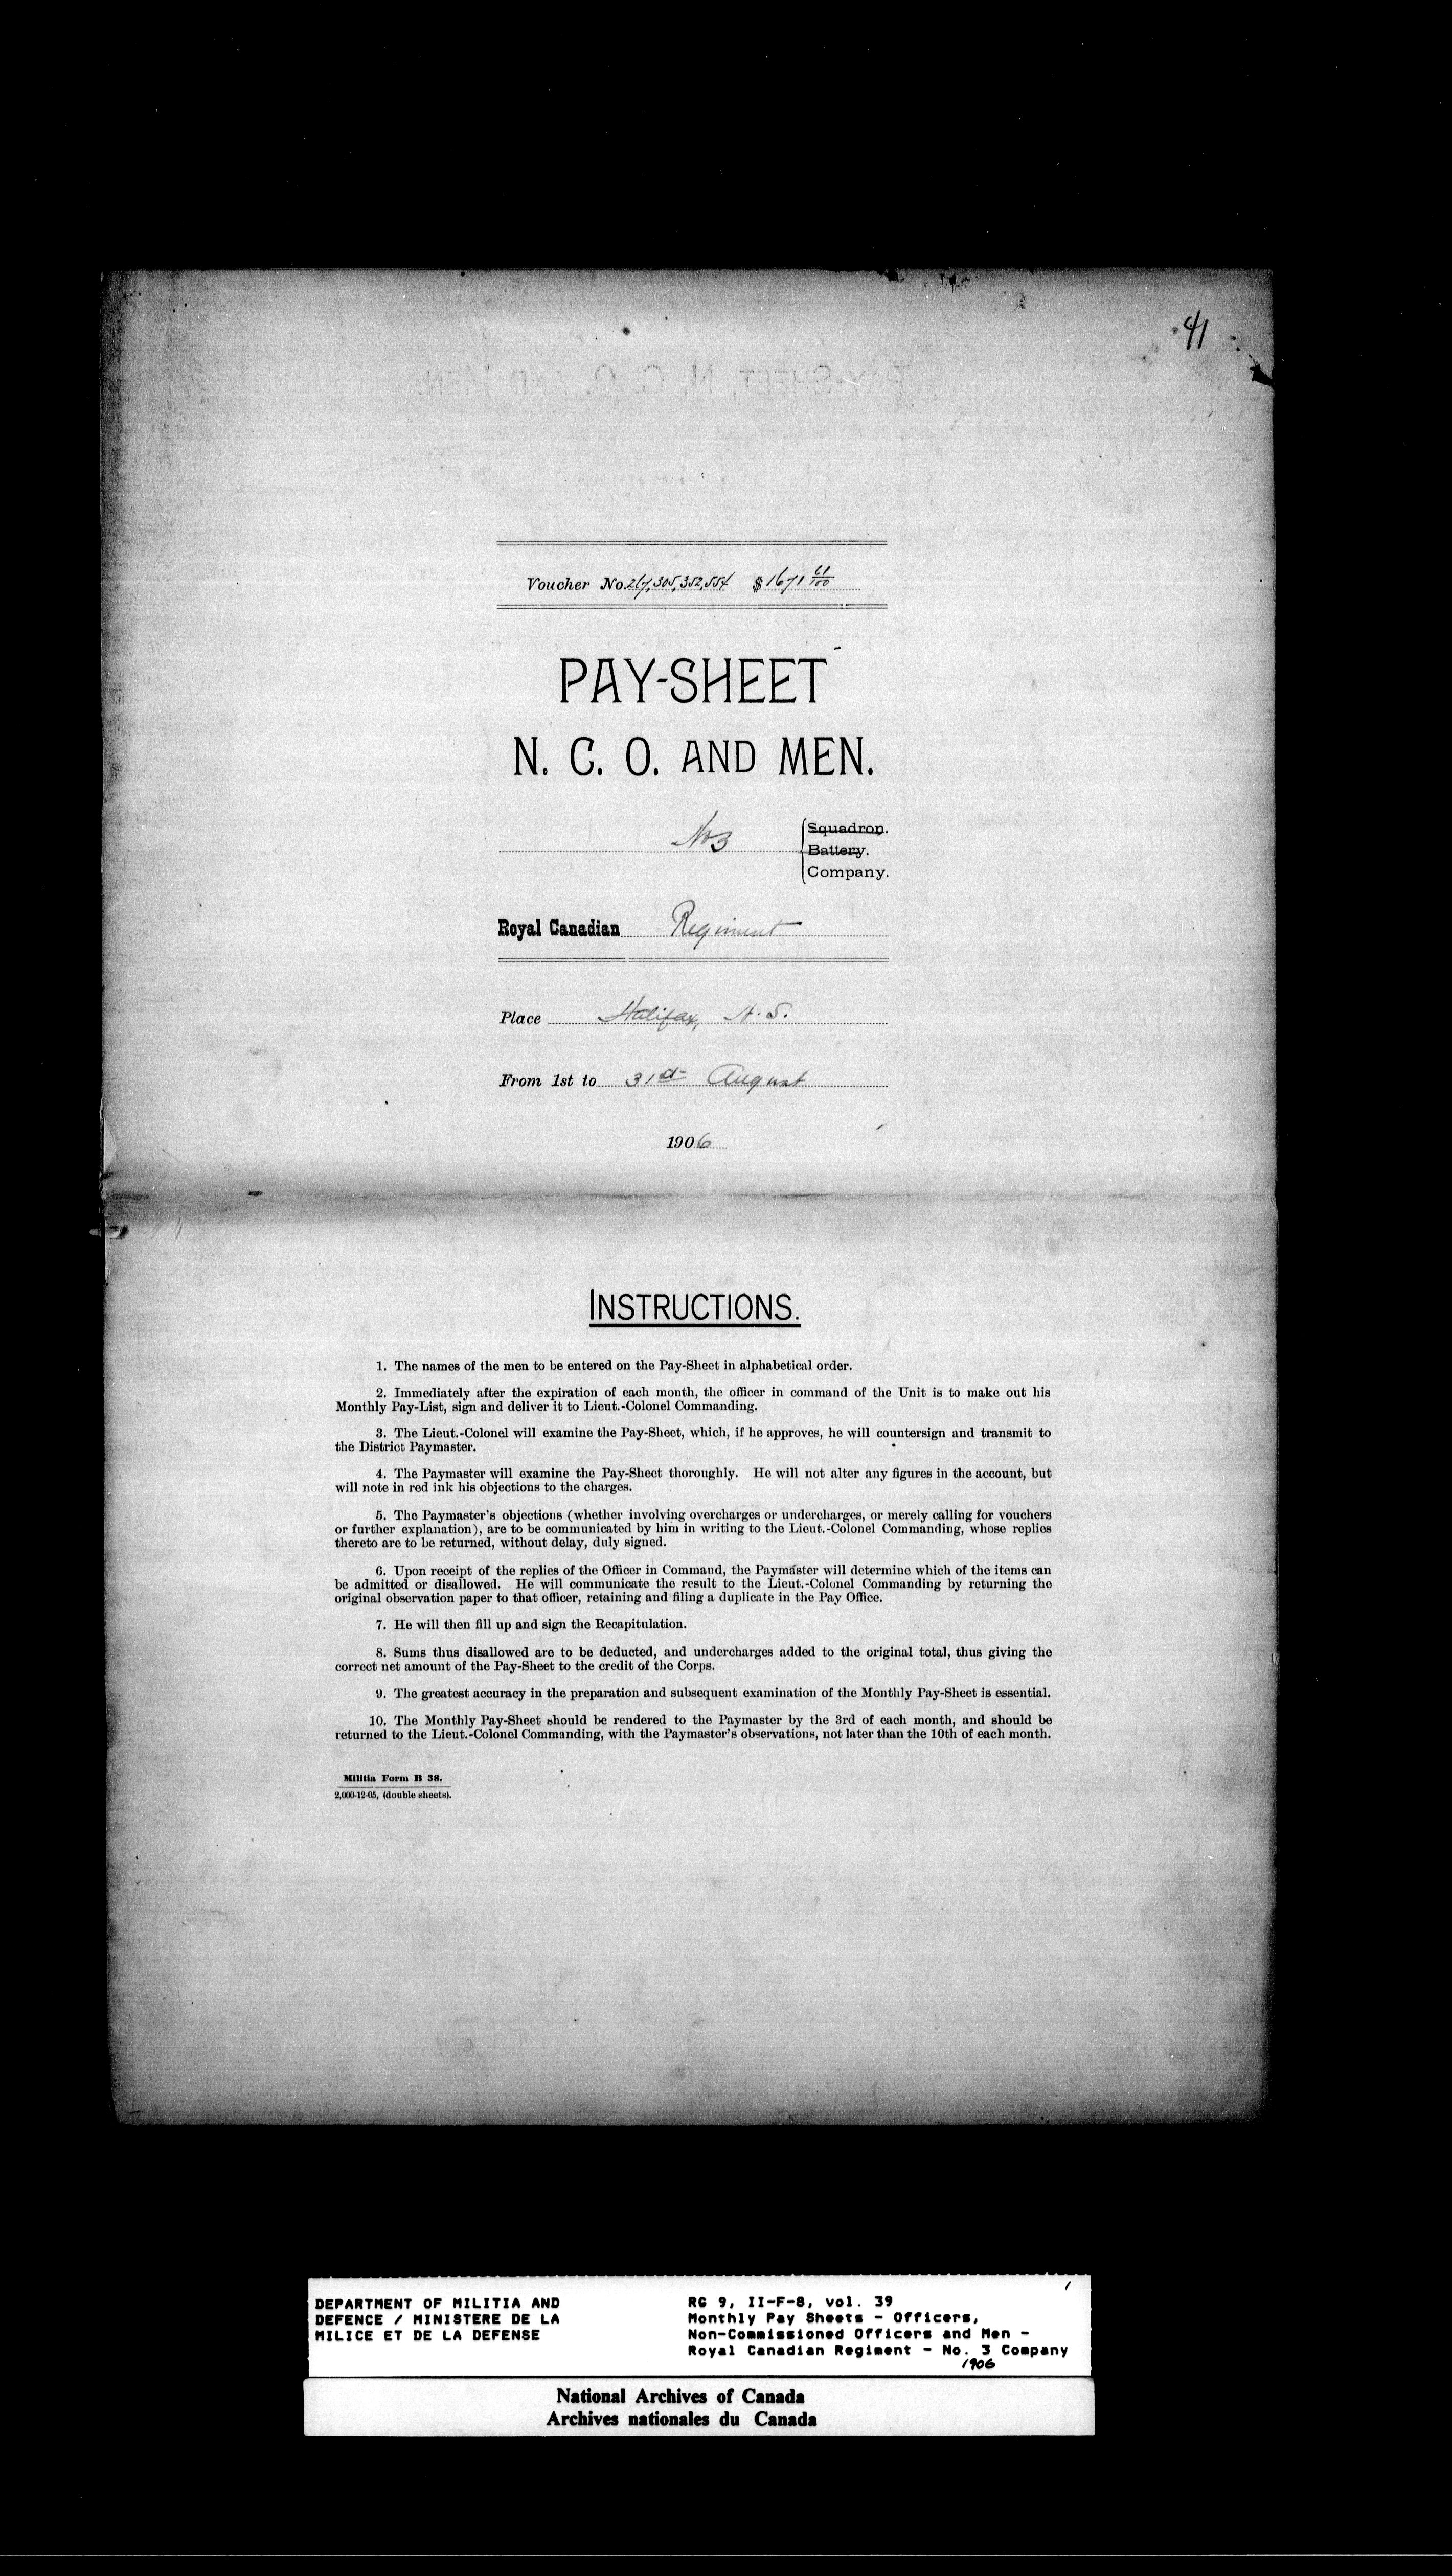 41
Voucher No. 267, 305, 352, 554 $ 1671 61/100
PAY-SHEET
N. C. O. AND MEN.
No 3
Squadron.
Battery.
Company.
Royal Canadian Regiment
Place Halifax, N.S.
From 1st to 31st August
1906
INSTRUCTIONS.
1. The names of the men to be entered on the Pay-Sheet in alphabetical order.
2. Immediately after the expiration of each month, the officer in command of the Unit is to make out his
Monthly Pay-List, sign and deliver it to Lieut.-Colonel Commanding.
3. The Lieut.-Colonel will examine the Pay-Sheet, which, if he approves, he will countersign and transmit to
the District Paymaster.
4. The Paymaster will examine the Pay-Sheet thoroughly. He will not alter any figures in the account, but
will note in red ink his objections to the charges.
5. The Paymaster's objections (whether involving overcharges or undercharges, or merely calling for vouchers
or further explanation), are to be communicated by him in writing to the Lieut.-Colonel Commanding, whose replies
thereto are to be returned, without delay, duly signed.
6. Upon receipt of the replies of the Officer in Command, the Paymaster will determine which of the items can
be admitted or disallowed. He will communicate the result to the Lieut.-Colonel Commanding by returning the
original observation paper to that officer, retaining and filing a duplicate in the Pay Office.
7. He will then fill up and sign the Recapitulation.
8. Sums thus disallowed are to be deducted, and undercharges added to the original total, thus giving the
correct net amount of the Pay-Sheet to the credit of the Corps.
9. The greatest accuracy in the preparation and subsequent examination of the Monthly Pay-Sheet is essential.
10. The Monthly Pay-Sheet should be rendered to the Paymaster by the 3rd of each month, and should be
returned to the Lieut.-Colonel Commanding, with the Paymaster's observations, not later than the 10th of each month.
Militia Form B 38.
2,000-12-05, (double sheets).
DEPARTMENT OF MILITIA AND
DEFENCE / MINISTERE DE LA
MILICE ET DE LA DEFENSE
RG 9, II-F-8, vol. 39
Monthly Pay Sheets - Officers,
Non-Commissioned Officers and Men -
Royal Canadian Regiment - No. 3 Company
1906
National Archives of Canada
Archives nationales du Canada